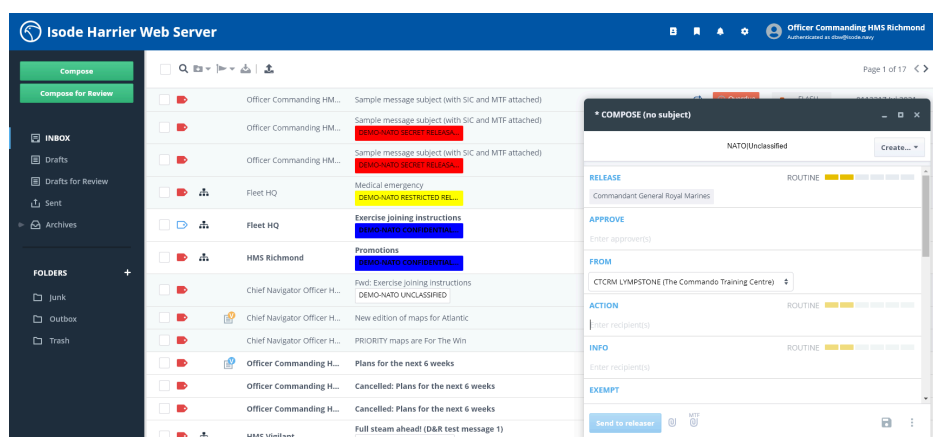 Isode Harrier Web Server
Officer Commanding HMS Richmond
Authenticated as dbw@isode.navy
Compose
Compose for Review
INBOX
Drafts
Drafts for Review
Sent
Archives
FOLDERS +
Junk
Outbox
Trash
Page 1 of 17
Officer Commanding HM... Sample message subject (with SIC and MTF attached)
Officer Commanding HM... Sample message subject (with SIC and MTF attached)
DEMO-NATO SECRET RELEASA...
Officer Commanding HM... Sample message subject (with SIC and MTF attached)
DEMO-NATO SECRET RELEASA...
Fleet HQ Medical emergency
DEMO-NATO RESTRICTED REL...
Fleet HQ Exercise joining instructions
DEMO-NATO CONFIDENTIAL...
HMS Richmond Promotions
DEMO-NATO CONFIDENTIAL...
Chief Navigator Officer H... Fwd: Exercise joining instructions
DEMO-NATO UNCLASSIFIED
Chief Navigator Officer H... New edition of maps for Atlantic
Chief Navigator Officer H... PRIORITY maps are For The Win
Officer Commanding H... Plans for the next 6 weeks
Officer Commanding H... Cancelled: Plans for the next 6 weeks
Officer Commanding H... Cancelled: Plans for the next 6 weeks
HMS Vigilant Full steam ahead! (D&R test message 1)
* COMPOSE (no subject)
NATO|Unclassified
Create...
RELEASE ROUTINE
Commandant General Royal Marines
APPROVE
Enter approver(s)
FROM
CTCRM LYMPSTONE (The Commando Training Centre)
ACTION ROUTINE
Enter recipient(s)
INFO ROUTINE
Enter recipient(s)
EXEMPT
Send to releaser
MTF